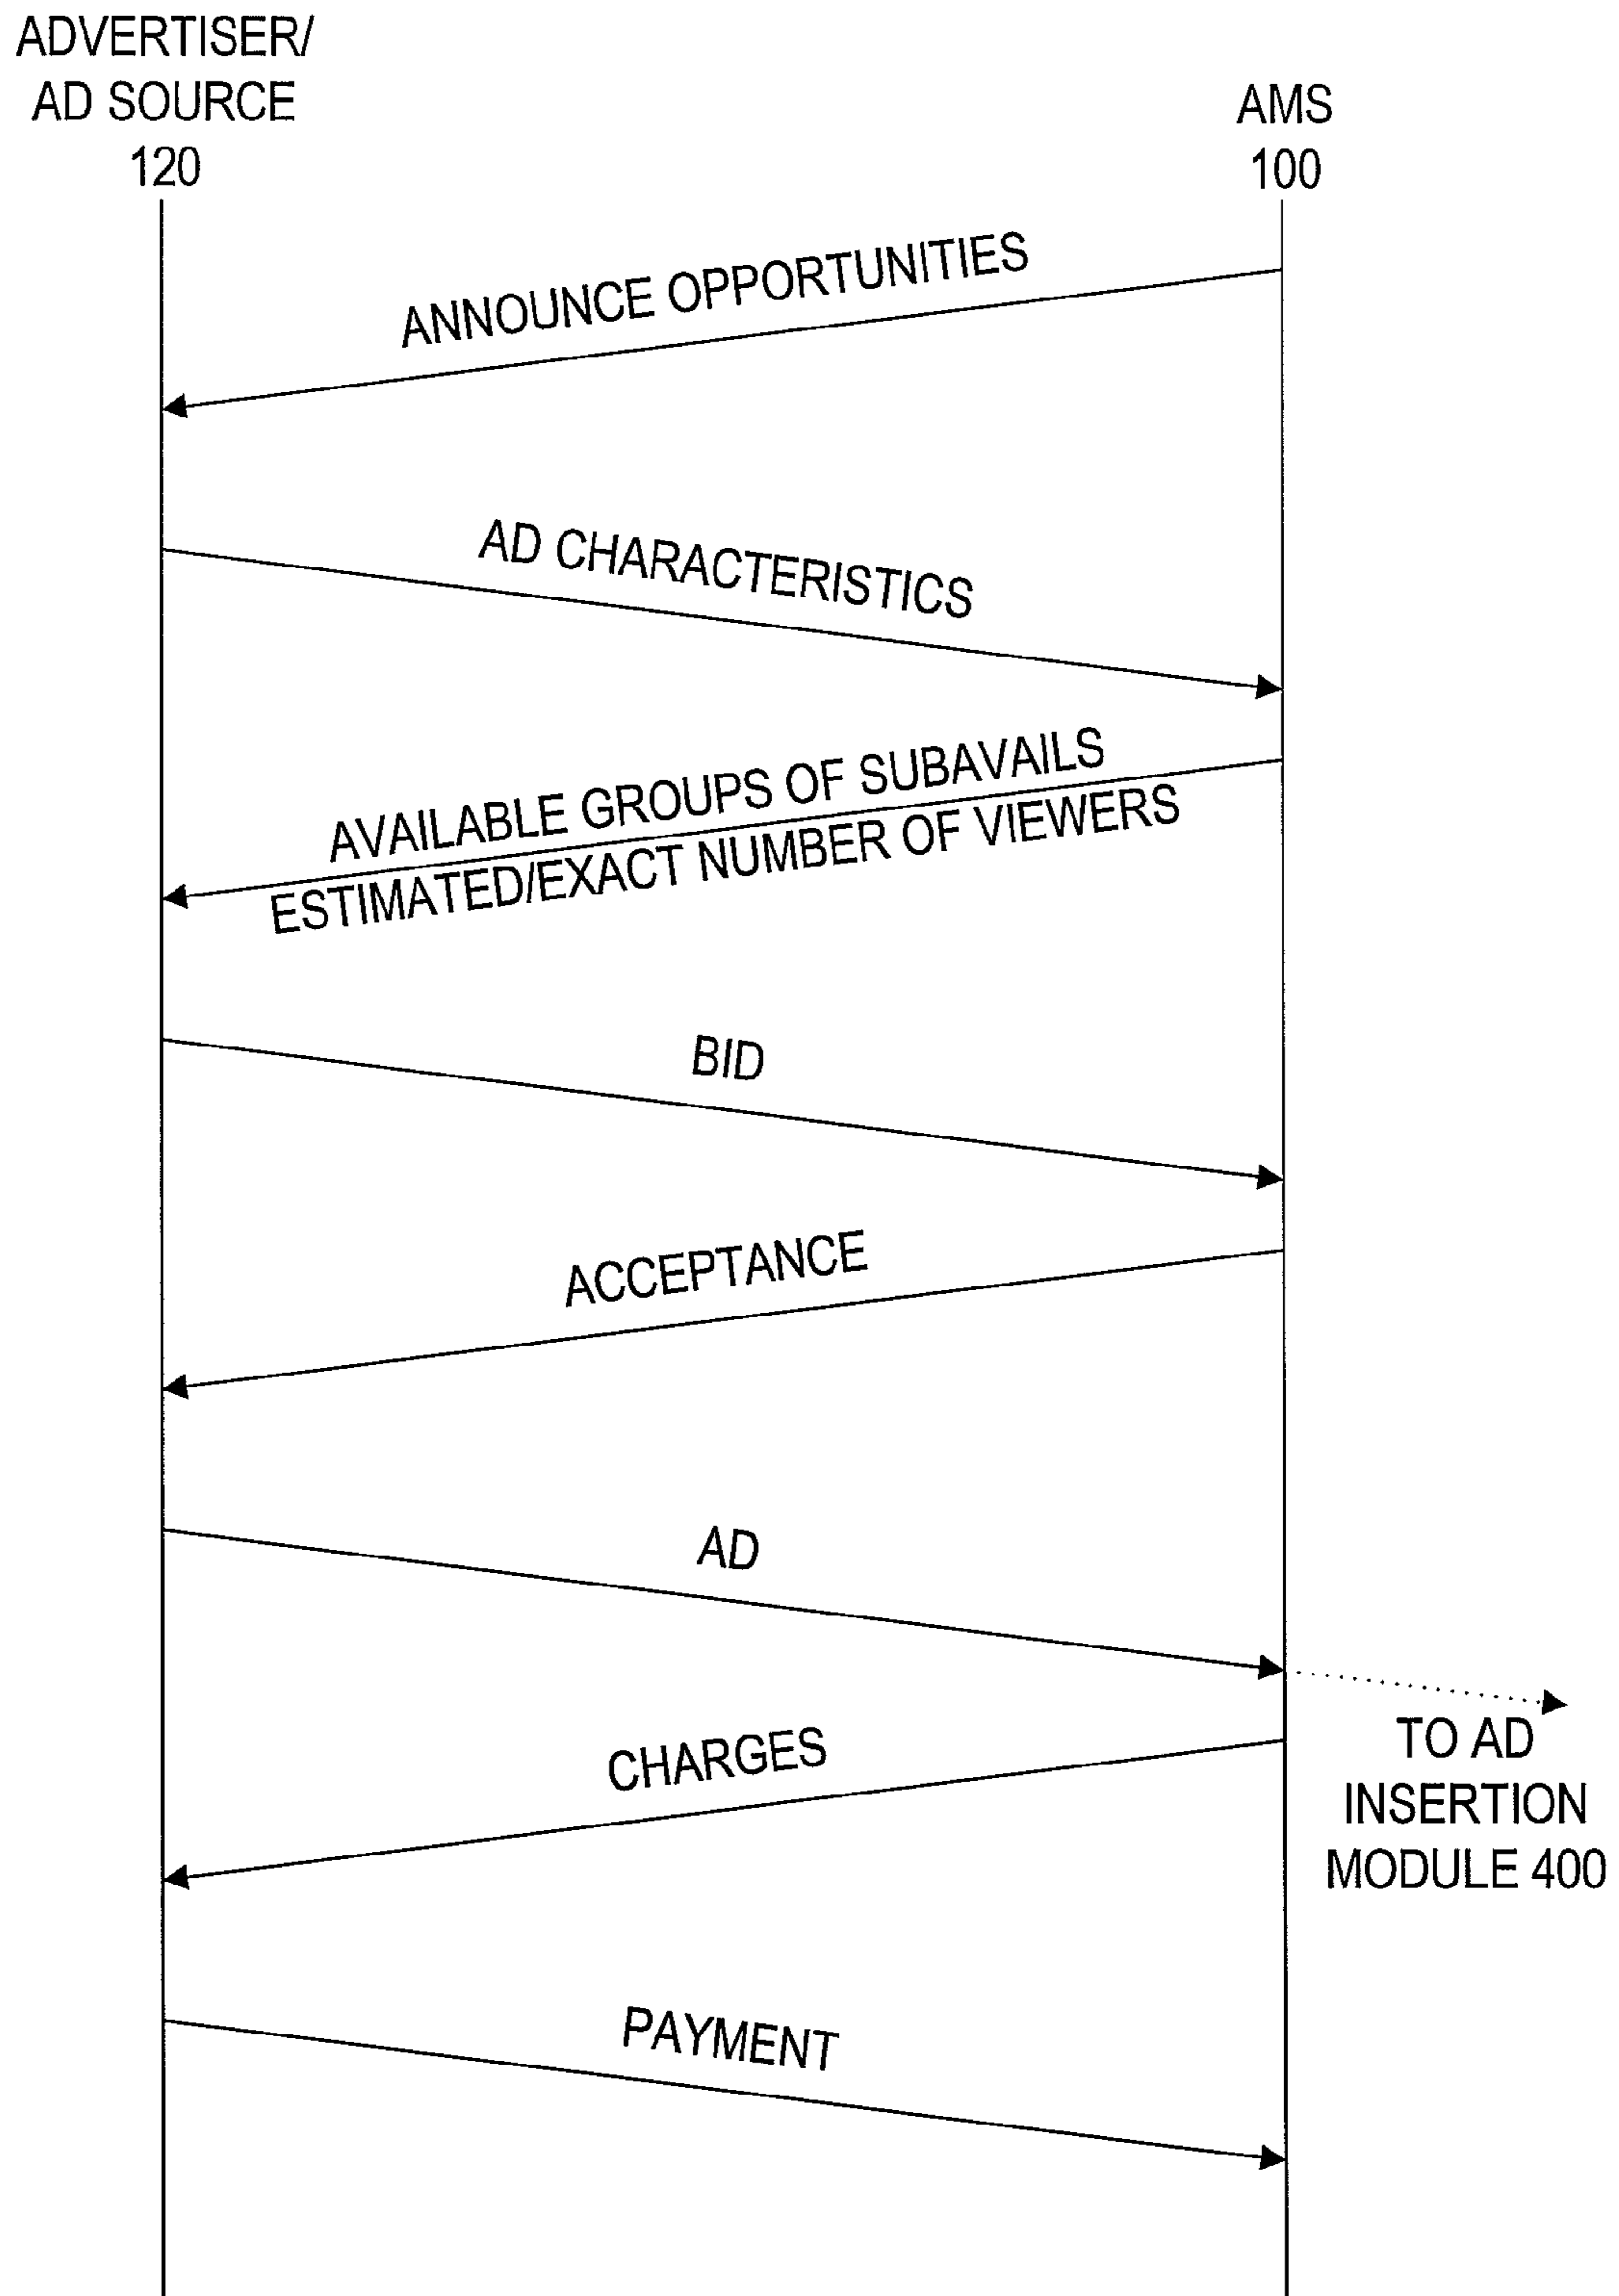 ADVERTISER/
AD SOURCE
120
AMS
100
ANNOUNCE OPPORTUNITIES
AD CHARACTERISTICS
AVAILABLE GROUPS OF SUBAVAILS
ESTIMATED/EXACT NUMBER OF VIEWERS
BID
ACCEPTANCE
AD
TO AD
INSERTION
MODULE 400
CHARGES
PAYMENT